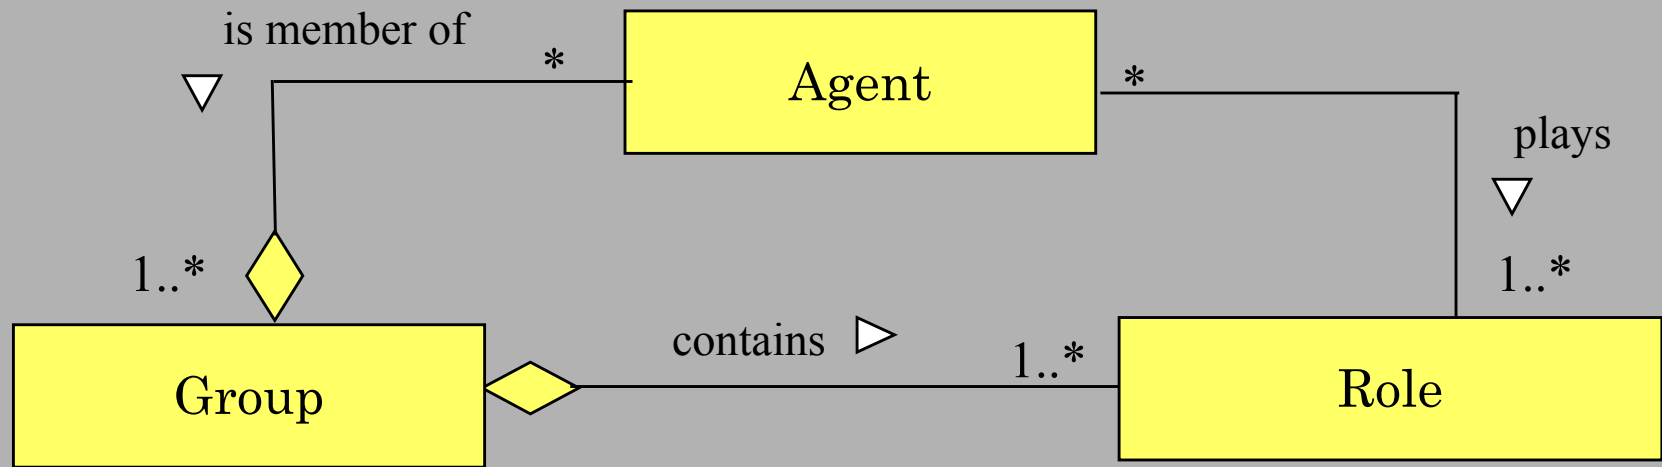 is member of
*
Agent
*
plays
1..*
1..*
contains
1..*
Group
Role